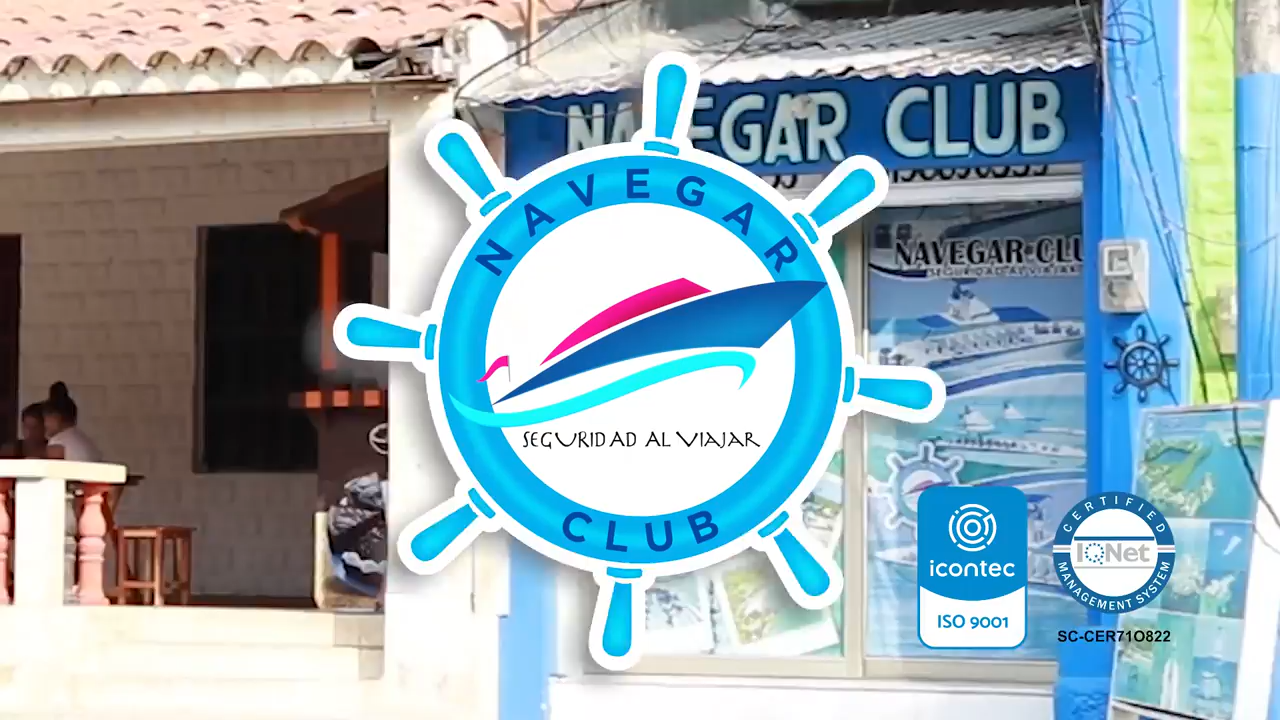 NAVEGAR CLUB
NAVEGAR
SEGURIDAD AL VIAJAR
CLUB
NAVEGAR CLU
SEGURIDAD AL VIAJAR
icontec
ISO 9001
CERTIFIED
IQNet
MANAGEMENT SYSTEM
SC-CER71O822